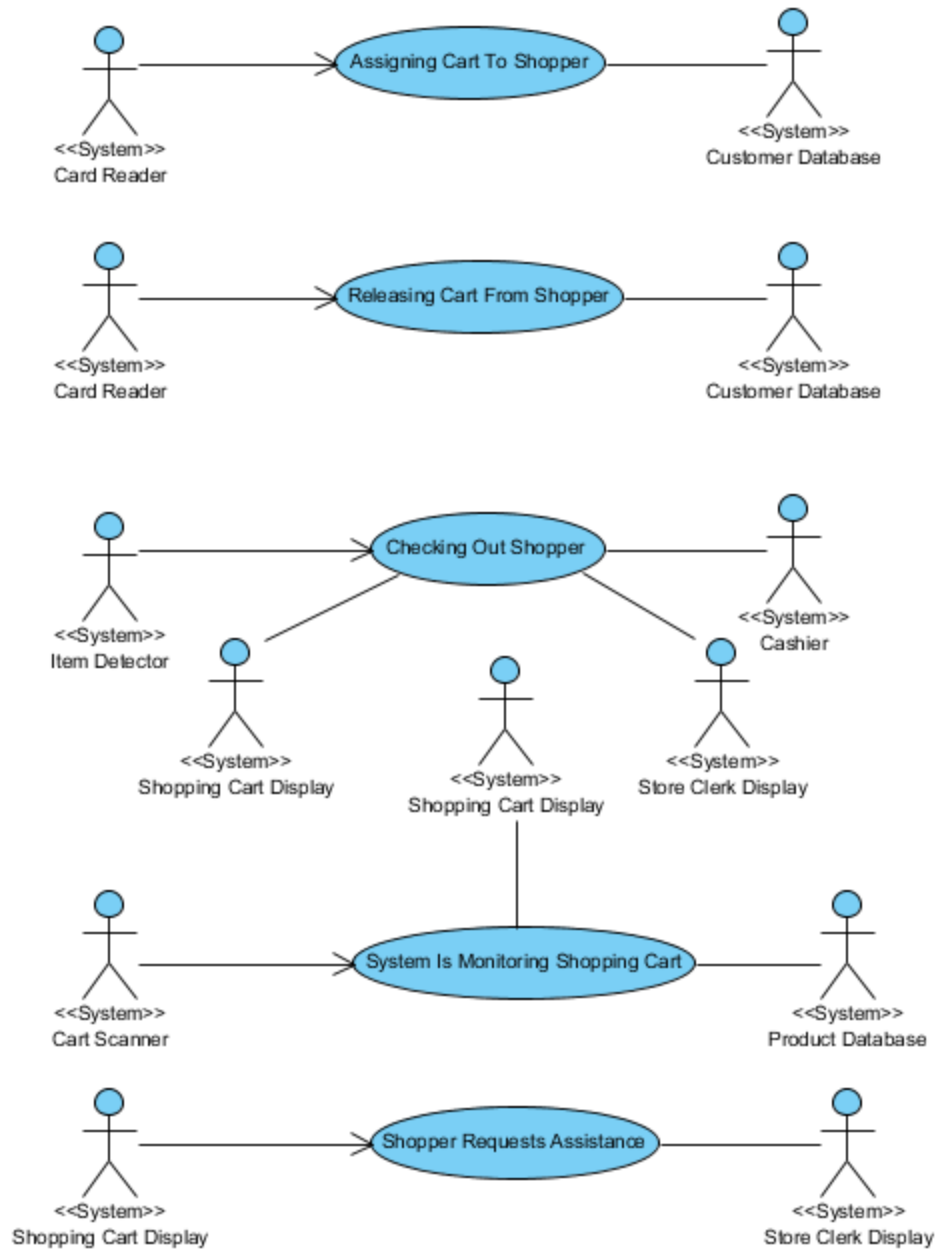 Assigning Cart To Shopper
<<System>>
Card Reader
<<System>>
Customer Database
Releasing Cart From Shopper
<<System>>
Card Reader
<<System>>
Customer Database
Checking Out Shopper
<<System>>
Item Detector
<<System>>
Cashier
<<System>>
Shopping Cart Display
<<System>>
Shopping Cart Display
<<System>>
Store Clerk Display
System Is Monitoring Shopping Cart
<<System>>
Cart Scanner
<<System>>
Product Database
Shopper Requests Assistance
<<System>>
Shopping Cart Display
<<System>>
Store Clerk Display